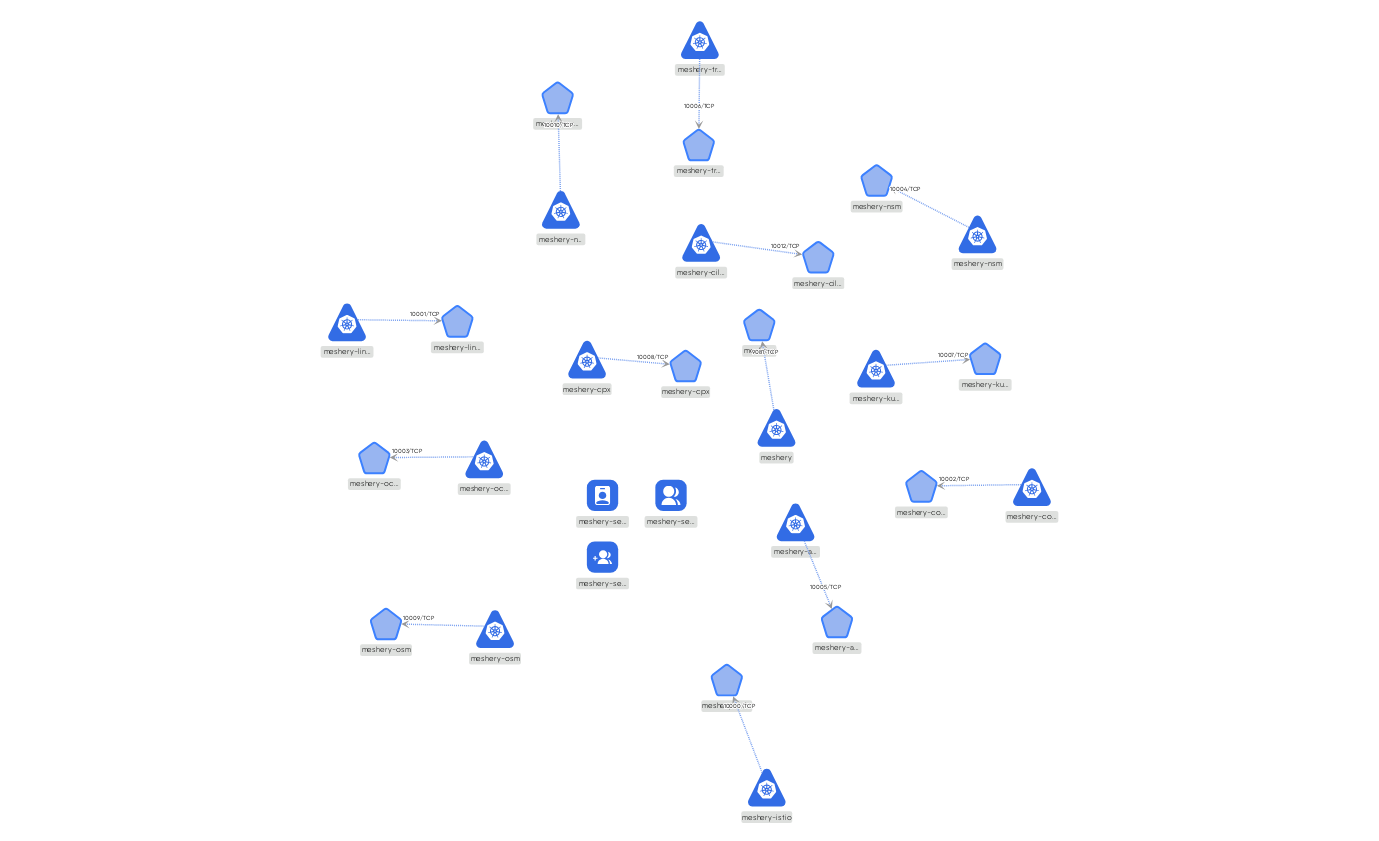 meshery-tr...
10006/TCP
meshery-tr...
10010/TCP
meshery-n..
10004/TCP
meshery-nsm
meshery-nsm
10012/TCP
meshery-cil...
meshery-cil...
10001/TCP
meshery-lin...
meshery-lin...
10008/TCP
meshery-cpx
meshery-cpx
meshery
10007/TCP
meshery-ku...
meshery-ku...
10003/TCP
meshery-oc...
meshery-oc...
10002/TCP
meshery-co...
meshery-co...
meshery-se...
meshery-se...
meshery-se...
meshery-a...
10005/TCP
meshery-a...
10009/TCP
meshery-osm
meshery-osm
10000/TCP
meshery-istio